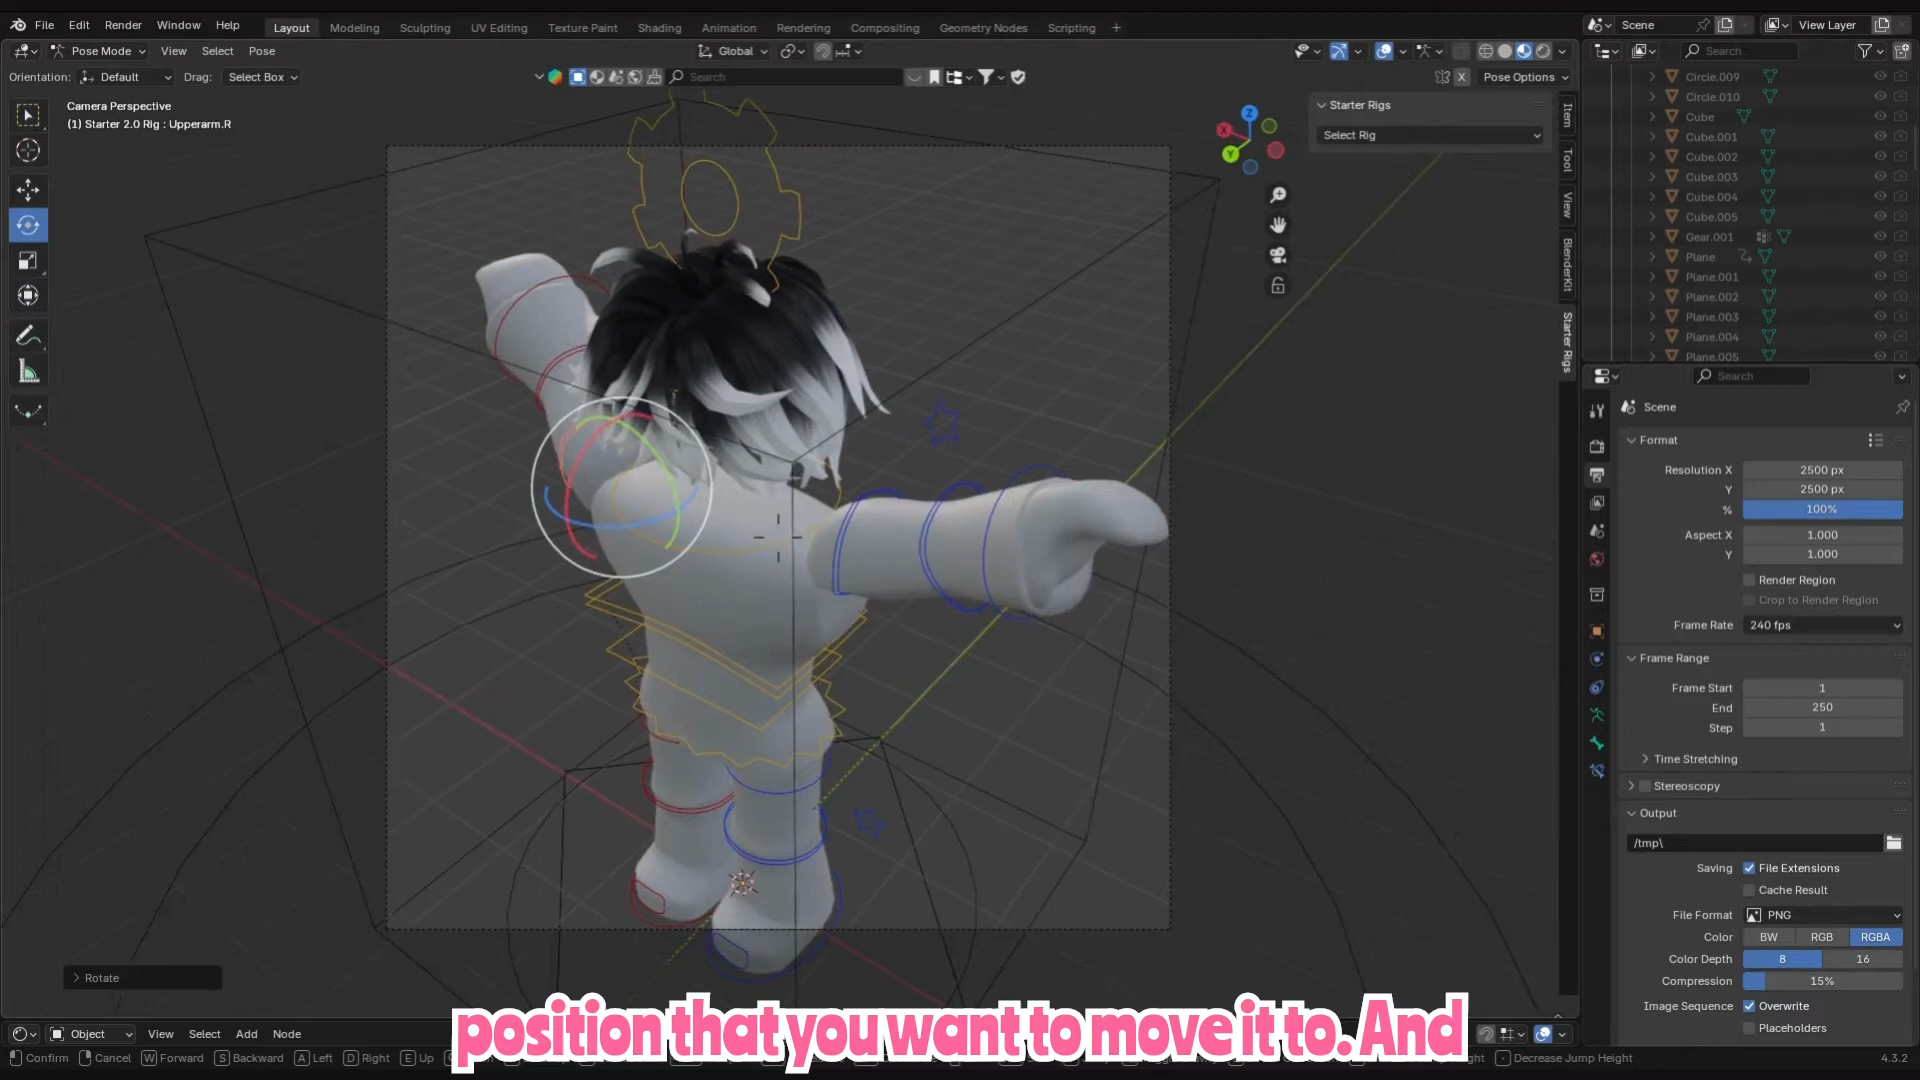 File Edit Render Window Help Layout Modeling Sculpting UV Editing Texture Paint Shading Animation Rendering Compositing Geometry Nodes Scripting + Scene View Layer
Pose Mode View Select Pose Global Search
Orientation: Default Drag: Select Box Search X Pose Options
Camera Perspective
(1) Starter 2.0 Rig : Upperarm.R
Starter Rigs
Select Rig
Z
X
Y
Item
Tool
View
BlenderKit
Starter Rigs
Circle.009
Circle.010
Cube
Cube.001
Cube.002
Cube.003
Cube.004
Cube.005
Gear.001
Plane
Plane.001
Plane.002
Plane.003
Plane.004
Plane.005
Search
Scene
Format
Resolution X 2500 px
Y 2500 px
% 100%
Aspect X 1.000
Y 1.000
Render Region
Crop to Render Region
Frame Rate 240 fps
Frame Range
Frame Start 1
End 250
Step 1
Time Stretching
Stereoscopy
Output
/tmp\
Saving File Extensions
Cache Result
File Format PNG
Color BW RGB RGBA
Color Depth 8 16
Compression 15%
Image Sequence Overwrite
Placeholders
Rotate
position that you want to move it to. And
Object View Select Add Node
Confirm Cancel W Forward S Backward A Left D Right E Up Decrease Jump Height 4.3.2